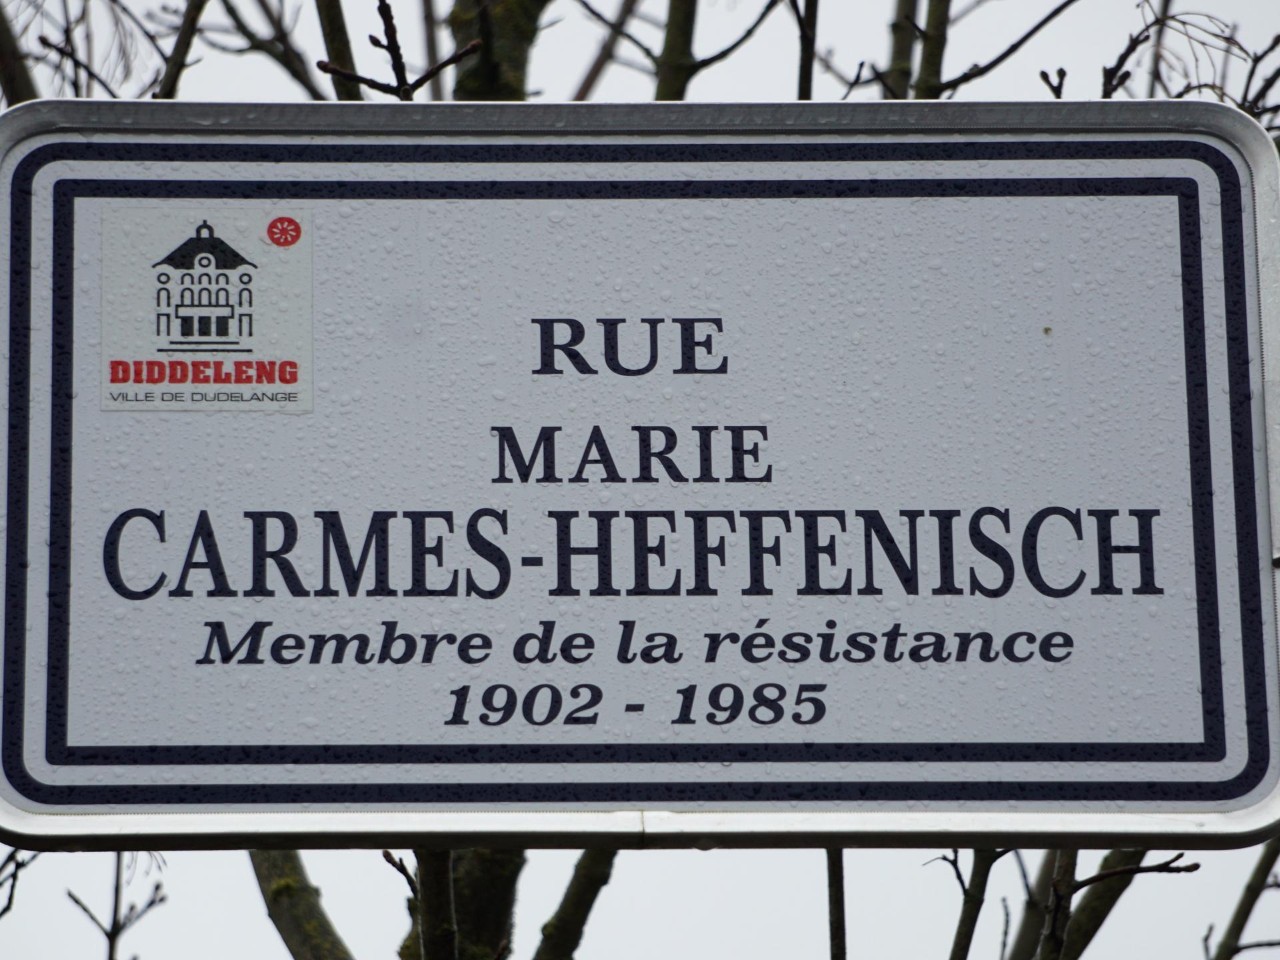 DIDDELENG
VILLE DE DUDELANGE
RUE
MARIE
CARMES-HEFFENISCH
Membre de la résistance
1902 - 1985